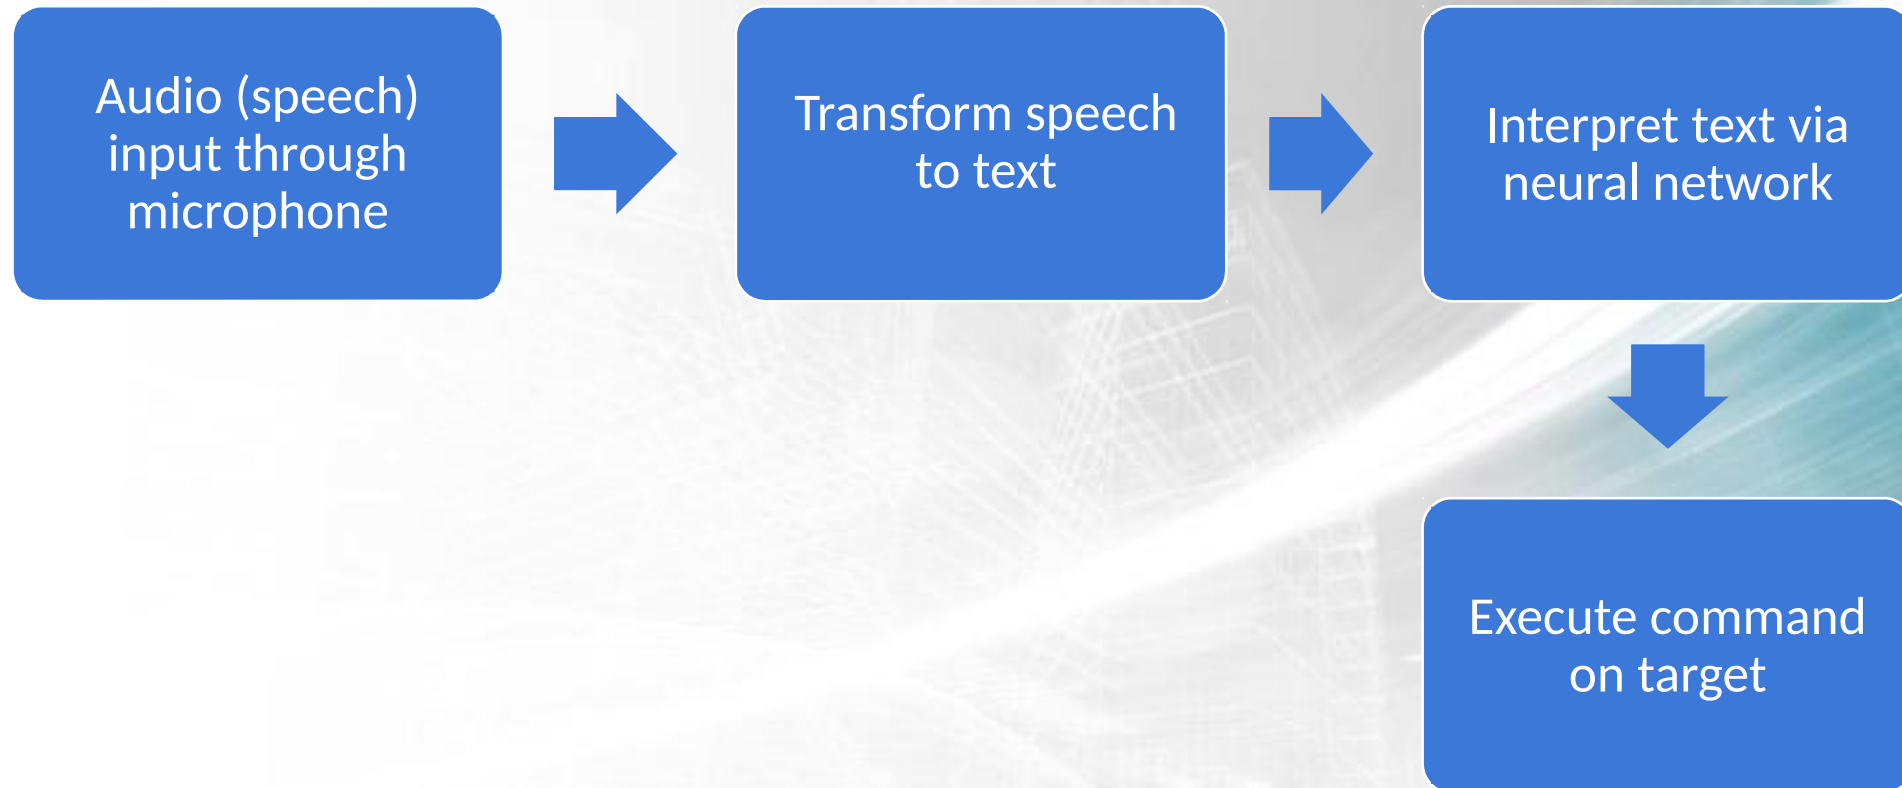 Audio (speech)
input through
microphone
Transform speech
to text
Interpret text via
neural network
Execute command
on target